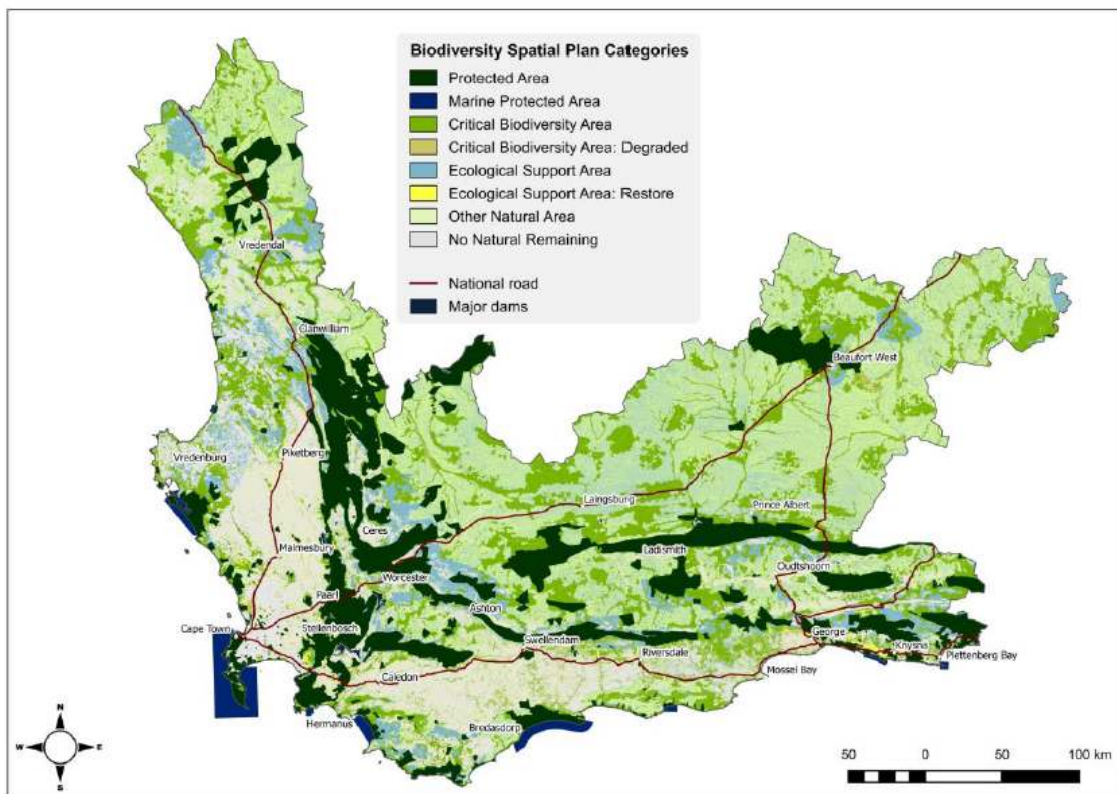 Biodiversity Spatial Plan Categories
Protected Area
Marine Protected Area
Critical Biodiversity Area
Critical Biodiversity Area: Degraded
Ecological Support Area
Ecological Support Area: Restore
Other Natural Area
No Natural Remaining
National road
Major dams
Vredendal
Clanwilliam
Beaufort West
Vredenburg
Piketberg
Laingsburg
Prince Albert
Ceres
Malmesbury
Ladismith
Worcester
Oudtshoorn
Paarl
Ashton
Cape Town
Stellenbosch
Swellendam
George
Knysna
Riversdale
Plettenberg Bay
Caledon
Mossel Bay
Hermanus
Bredasdorp
N
W E
S
50 0 50 100 km